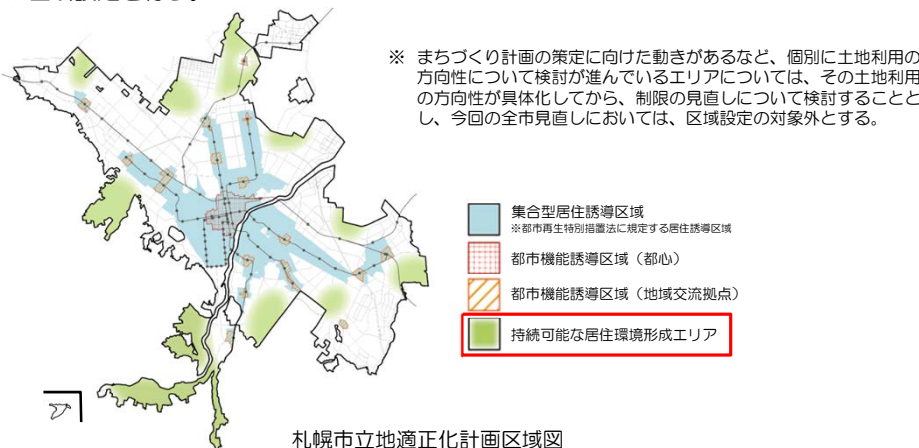 ※ まちづくり計画の策定に向けた動きがあるなど、個別に土地利用の
方向性について検討が進んでいるエリアについては、その土地利用
の方向性が具体化してから、制限の見直しについて検討することと
し、今回の全市見直しにおいては、区域設定の対象外とする。
集合型居住誘導区域
※都市再生特別措置法に規定する居住誘導区域
都市機能誘導区域（都心）
都市機能誘導区域（地域交流拠点）
持続可能な居住環境形成エリア
札幌市立地適正化計画区域図